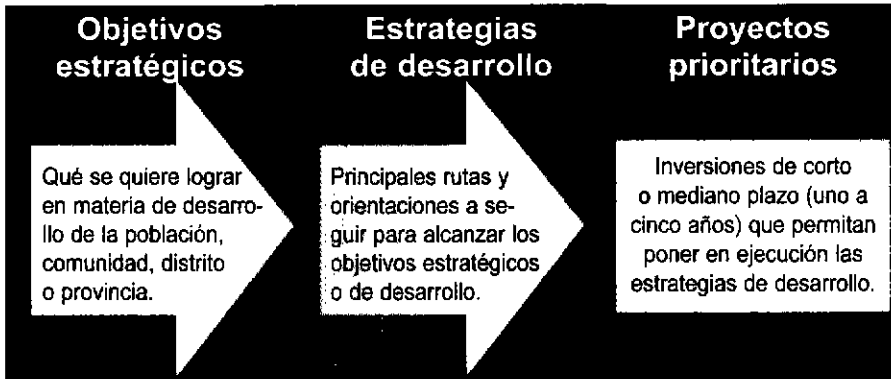 Objetivos
estratégicos
Qué se quiere lograr
en materia de desarro-
llo de la población,
comunidad, distrito
o provincia.
Estrategias
de desarrollo
Principales rutas y
orientaciones a se-
guir para alcanzar los
objetivos estratégicos
o de desarrollo.
Proyectos
prioritarios
Inversiones de corto
o mediano plazo (uno a
cinco años) que permitan
poner en ejecución las
estrategias de desarrollo.